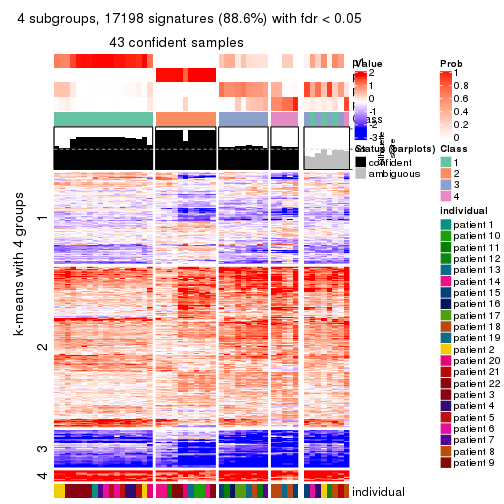 4 subgroups, 17198 signatures (88.6%) with fdr < 0.05
43 confident samples
k-means with 4 groups
1
2
3
4
Value
2
1
0
-1
-2
-3
Class
Status (barplots)
confident
ambiguous
Silhouette
score
Prob
1
0.8
0.6
0.4
0.2
0
Class
1
2
3
4
individual
patient 1
patient 10
patient 11
patient 12
patient 13
patient 14
patient 15
patient 16
patient 17
patient 18
patient 19
patient 2
patient 20
patient 21
patient 22
patient 3
patient 4
patient 5
patient 6
patient 7
patient 8
patient 9
individual